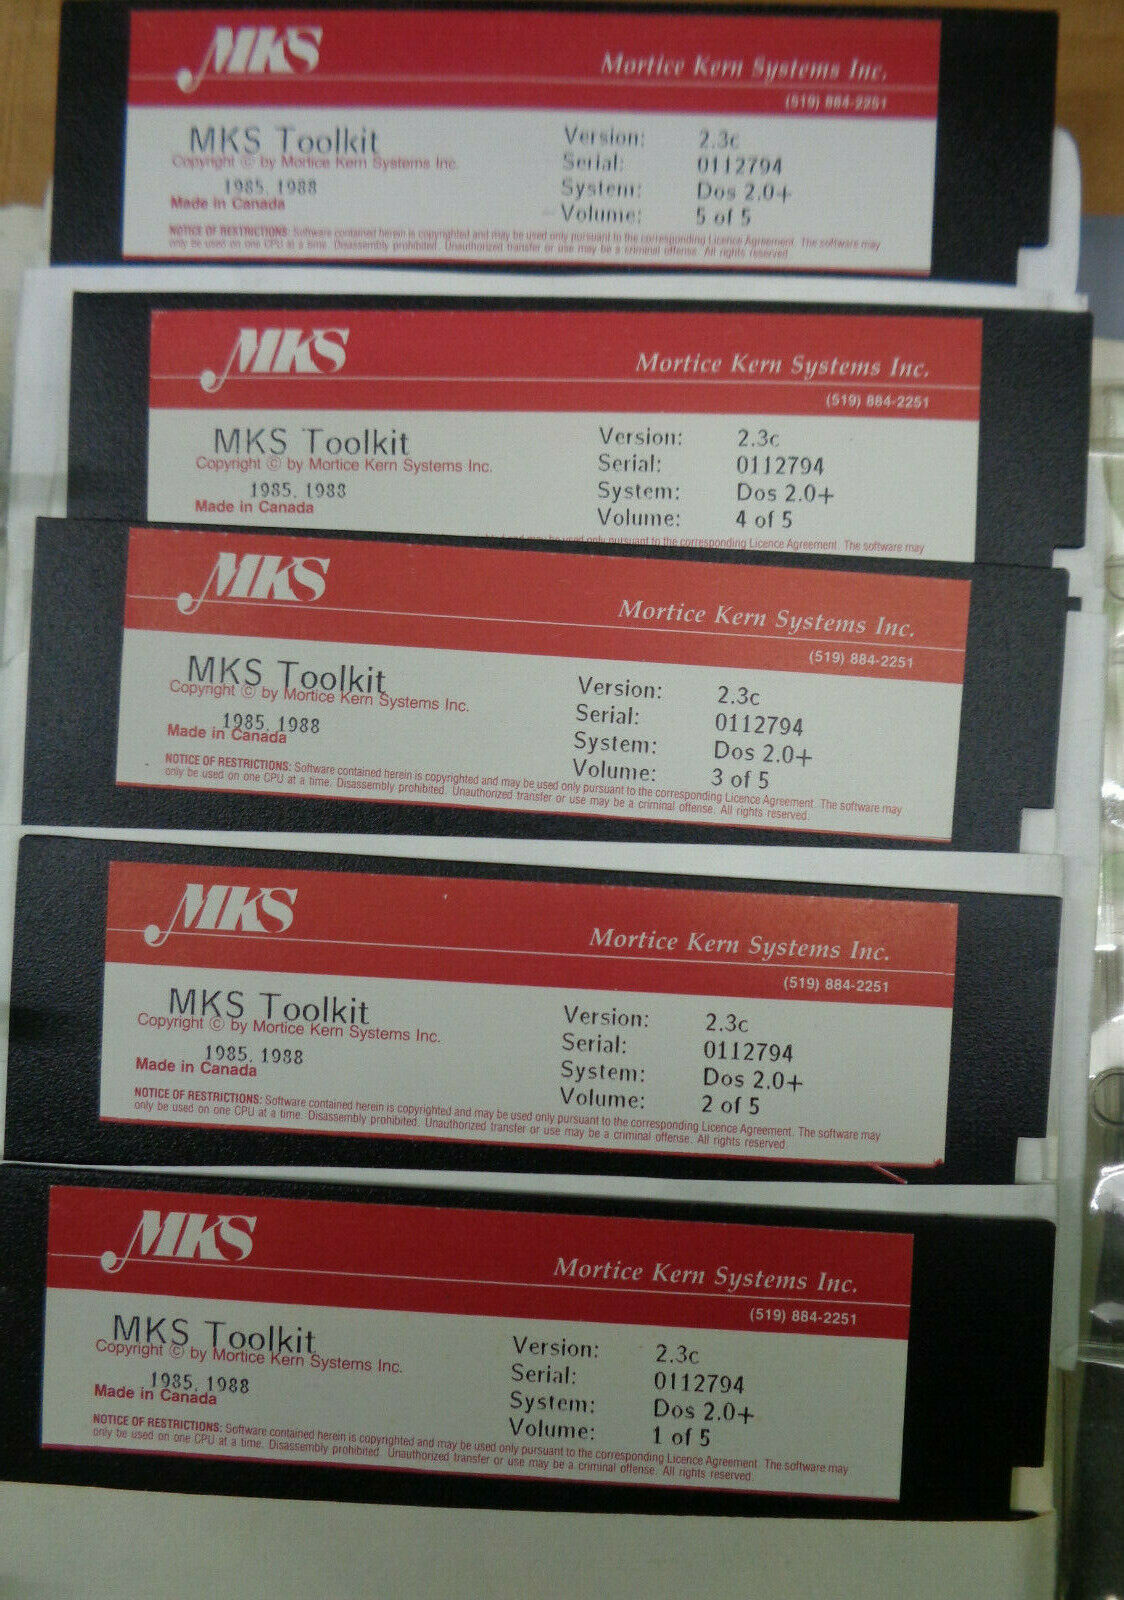 MKS
Mortice Kern Systems Inc.
(519) 884-2251
MKS Toolkit
Copyright © by Mortice Kern Systems Inc.
1985, 1988
Made in Canada
Version: 2.3c
Serial: 0112794
System: Dos 2.0+
Volume: 5 of 5
NOTICE OF RESTRICTIONS: Software contained herein is copyrighted and may be used only pursuant to the corresponding Licence Agreement. The software may
only be used on one CPU at a time. Disassembly prohibited. Unauthorized transfer or use may be a criminal offense. All rights reserved.
MKS
Mortice Kern Systems Inc.
(519) 884-2251
MKS Toolkit
Copyright © by Mortice Kern Systems Inc.
1985, 1988
Made in Canada
Version: 2.3c
Serial: 0112794
System: Dos 2.0+
Volume: 4 of 5
and may be used only pursuant to the corresponding Licence Agreement. The software may
MKS
Mortice Kern Systems Inc.
(519) 884-2251
MKS Toolkit
Copyright © by Mortice Kern Systems Inc.
1985, 1988
Made in Canada
Version: 2.3c
Serial: 0112794
System: Dos 2.0+
Volume: 3 of 5
NOTICE OF RESTRICTIONS: Software contained herein is copyrighted and may be used only pursuant to the corresponding Licence Agreement. The software may
only be used on one CPU at a time. Disassembly prohibited. Unauthorized transfer or use may be a criminal offense. All rights reserved.
MKS
Mortice Kern Systems Inc.
(519) 884-2251
MKS Toolkit
Copyright © by Mortice Kern Systems Inc.
1985, 1988
Made in Canada
Version: 2.3c
Serial: 0112794
System: Dos 2.0+
Volume: 2 of 5
NOTICE OF RESTRICTIONS: Software contained herein is copyrighted and may be used only pursuant to the corresponding Licence Agreement. The software may
only be used on one CPU at a time. Disassembly prohibited. Unauthorized transfer or use may be a criminal offense. All rights reserved.
MKS
Mortice Kern Systems Inc.
(519) 884-2251
MKS Toolkit
Copyright © by Mortice Kern Systems Inc.
1985, 1988
Made in Canada
Version: 2.3c
Serial: 0112794
System: Dos 2.0+
Volume: 1 of 5
NOTICE OF RESTRICTIONS: Software contained herein is copyrighted and may be used only pursuant to the corresponding Licence Agreement. The software may
only be used on one CPU at a time. Disassembly prohibited. Unauthorized transfer or use may be a criminal offense. All rights reserved.